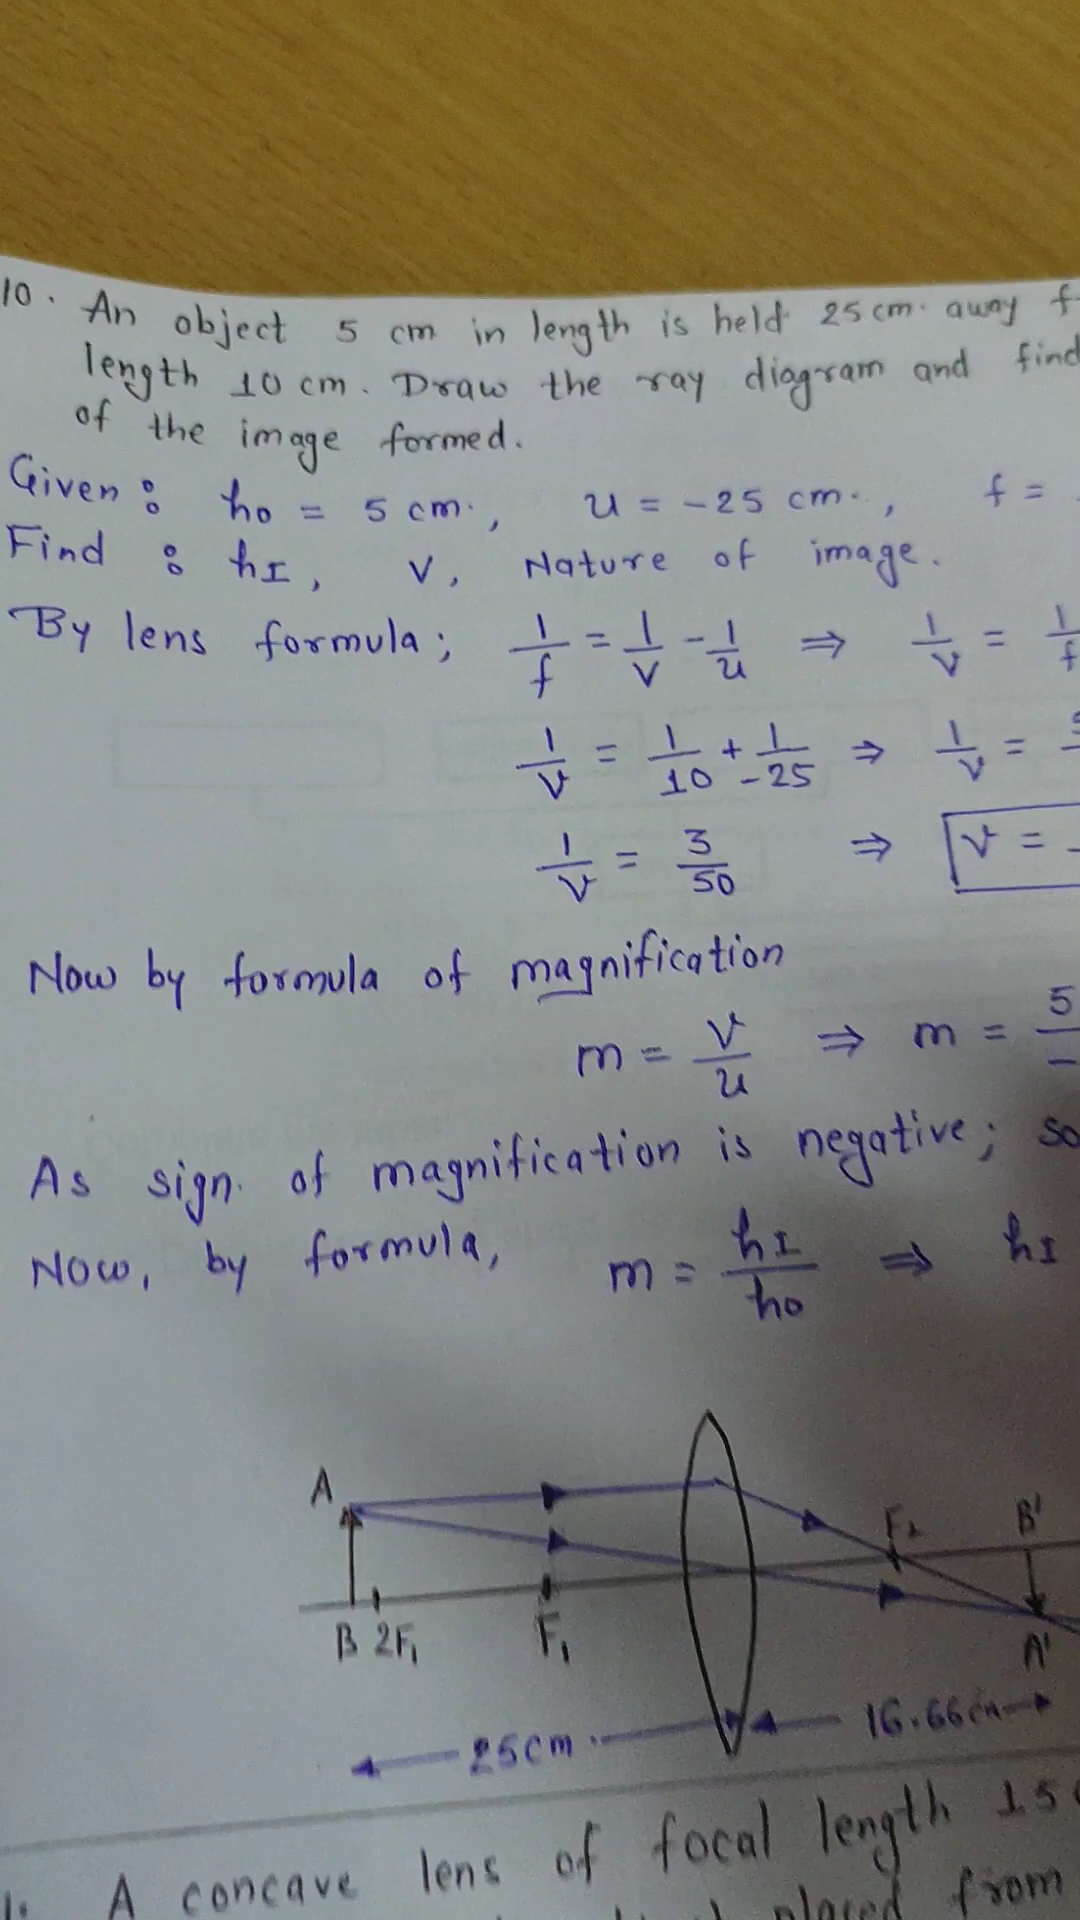 10. An object 5 cm in length is held 25 cm. away f
length 10 cm. Draw the ray diagram and find
of the image formed.
Given : ho = 5 cm., u = -25 cm., f =
Find : hI, v, Nature of image.
By lens formula; 1/f = 1/v - 1/u ⇒ 1/v = 1/f
1/v = 1/10 + 1/-25 ⇒ 1/v = 5
1/v = 3/50 ⇒ v =
Now by formula of magnification
m = v/u ⇒ m = 5
As sign. of magnification is negative; so
Now, by formula, m = hI/ho ⇒ hI
A
F2 B'
B 2F1 F1 A'
25cm. 16.66cm
A concave lens of focal length 15
placed from